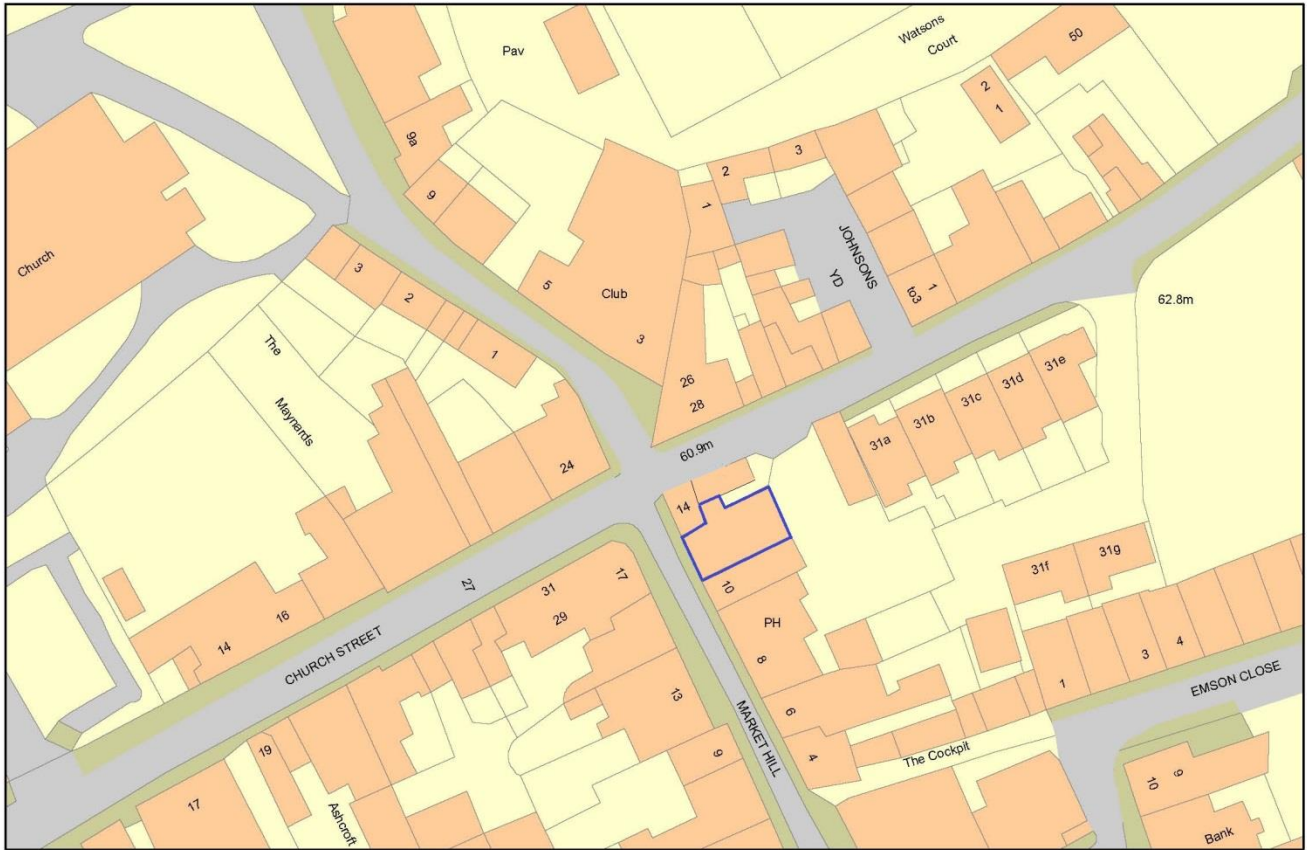 Watsons
Court
50
Pav
2
1
9a
3
2
1
9
Church
JOHNSONS
YD
1
to3
5
Club
3
62.8m
3
2
1
The
Maynards
26
28
31e
31d
31c
31b
31a
60.9m
24
14
31g
31f
27
17
31
29
10
PH
8
16
14
CHURCH STREET
13
MARKET HILL
6
4
9
1
3
4
EMSON CLOSE
The Cockpit
19
17
Ashcroft
10
9
Bank